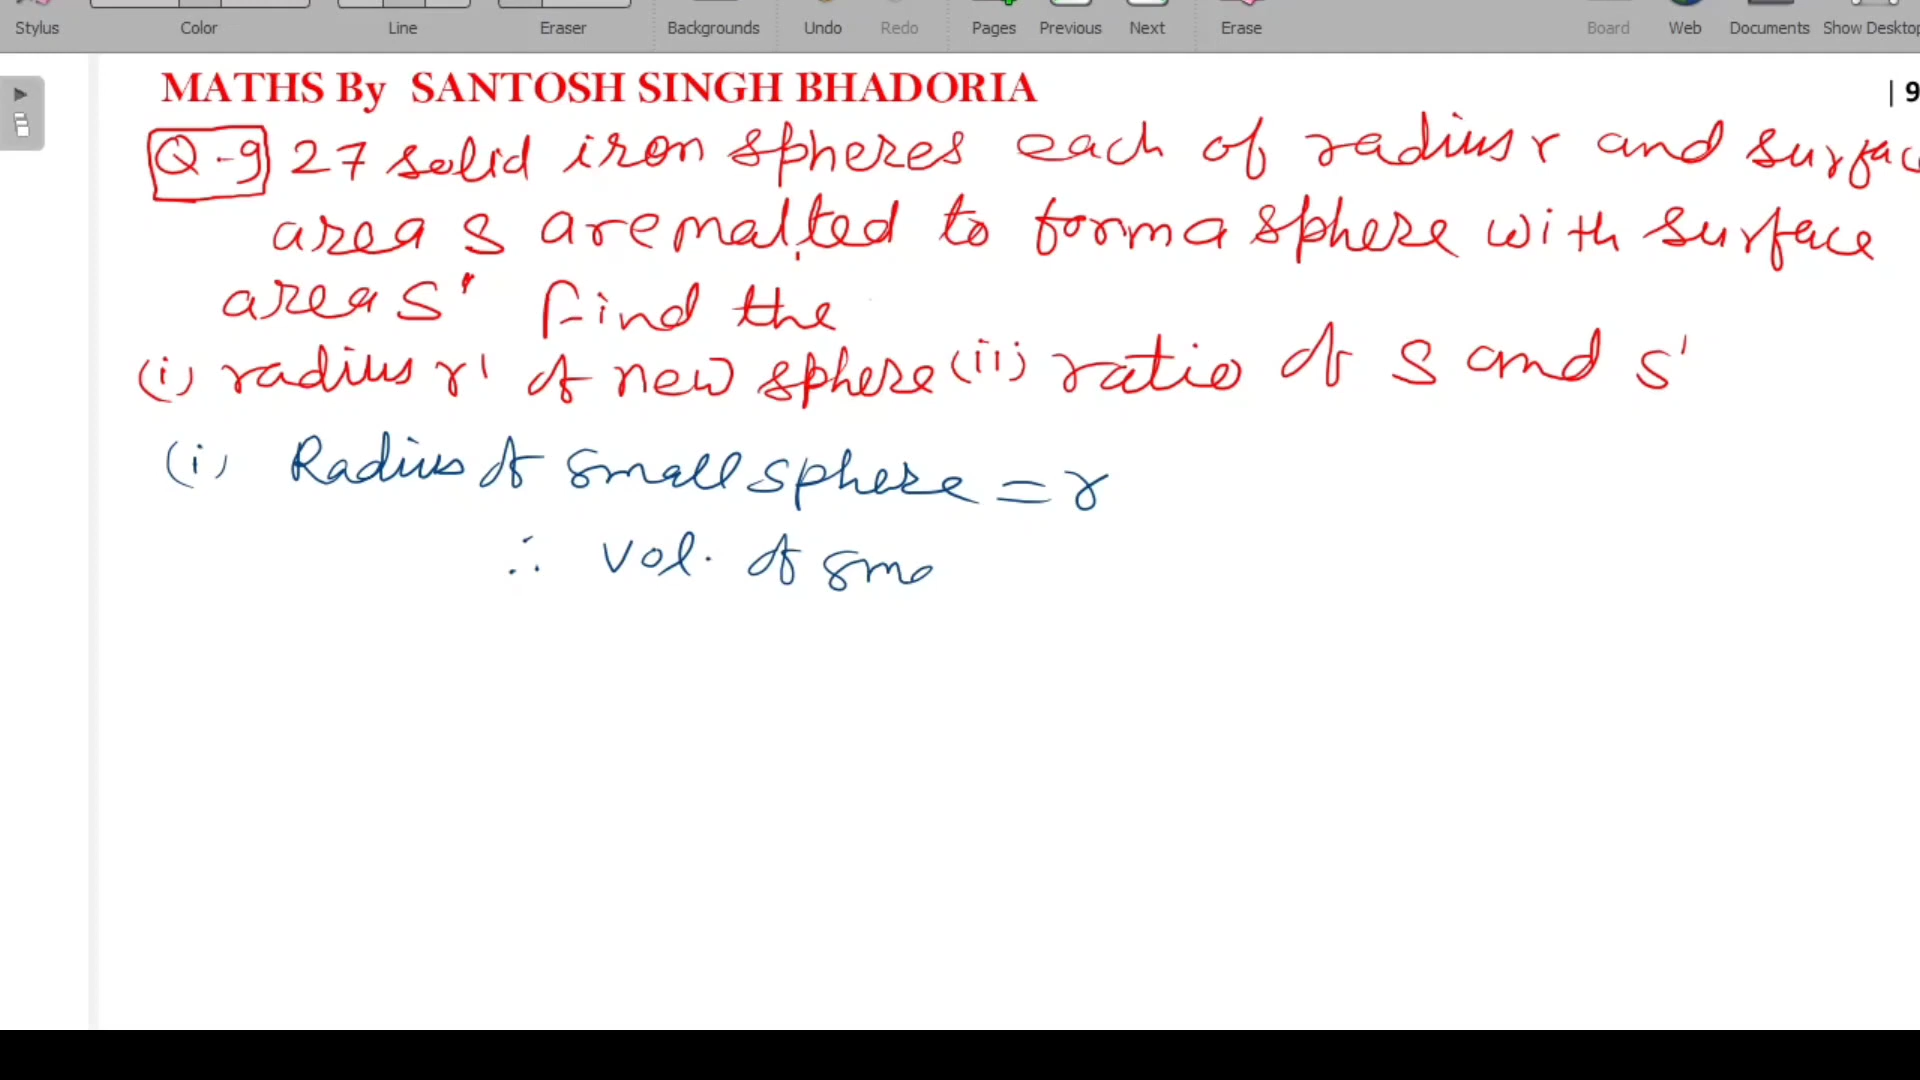 Stylus Color Line Eraser Backgrounds Undo Redo Pages Previous Next Erase Board Web Documents Show Desktop
MATHS By SANTOSH SINGH BHADORIA | 9
Q-9 27 solid iron spheres each of radius r and surfac
area s are malted to form a sphere with surface
area s' find the
(i) radius r' of new sphere (ii) ratio of s and s'
(i) Radius of small sphere = r
∴ vol. of sma